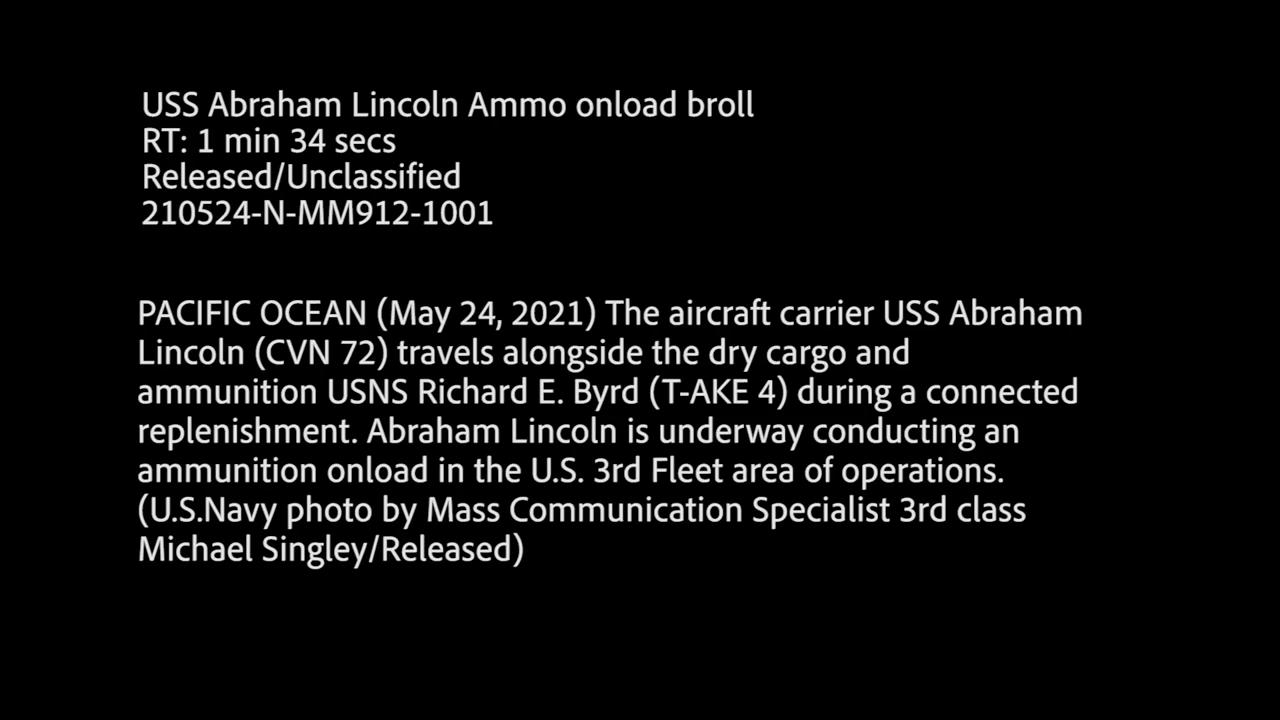 USS Abraham Lincoln Ammo onload broll
RT: 1 min 34 secs
Released/Unclassified
210524-N-MM912-1001
PACIFIC OCEAN (May 24, 2021) The aircraft carrier USS Abraham
Lincoln (CVN 72) travels alongside the dry cargo and
ammunition USNS Richard E. Byrd (T-AKE 4) during a connected
replenishment. Abraham Lincoln is underway conducting an
ammunition onload in the U.S. 3rd Fleet area of operations.
(U.S.Navy photo by Mass Communication Specialist 3rd class
Michael Singley/Released)